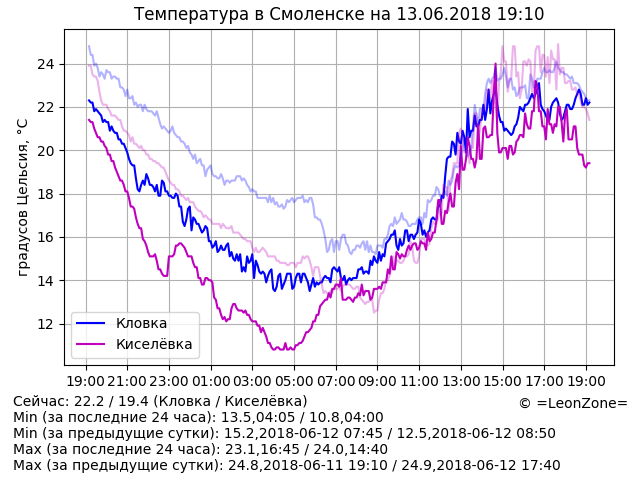 Температура в Смоленске на 13.06.2018 19:10
градусов Цельсия, °C
24
22
20
18
16
14
12
Кловка
Киселёвка
19:00 21:00 23:00 01:00 03:00 05:00 07:00 09:00 11:00 13:00 15:00 17:00 19:00
Сейчас: 22.2 / 19.4 (Кловка / Киселёвка)
© =LeonZone=
Min (за последние 24 часа): 13.5,04:05 / 10.8,04:00
Min (за предыдущие сутки): 15.2,2018-06-12 07:45 / 12.5,2018-06-12 08:50
Max (за последние 24 часа): 23.1,16:45 / 24.0,14:40
Max (за предыдущие сутки): 24.8,2018-06-11 19:10 / 24.9,2018-06-12 17:40